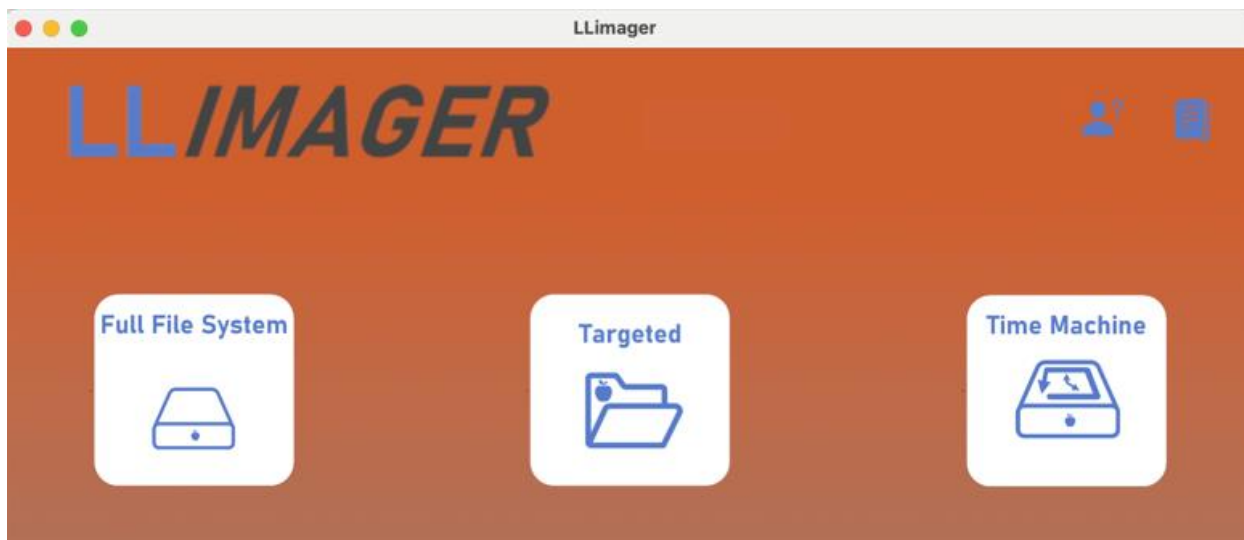 LLimager
LLIMAGER
Full File System
Targeted
Time Machine